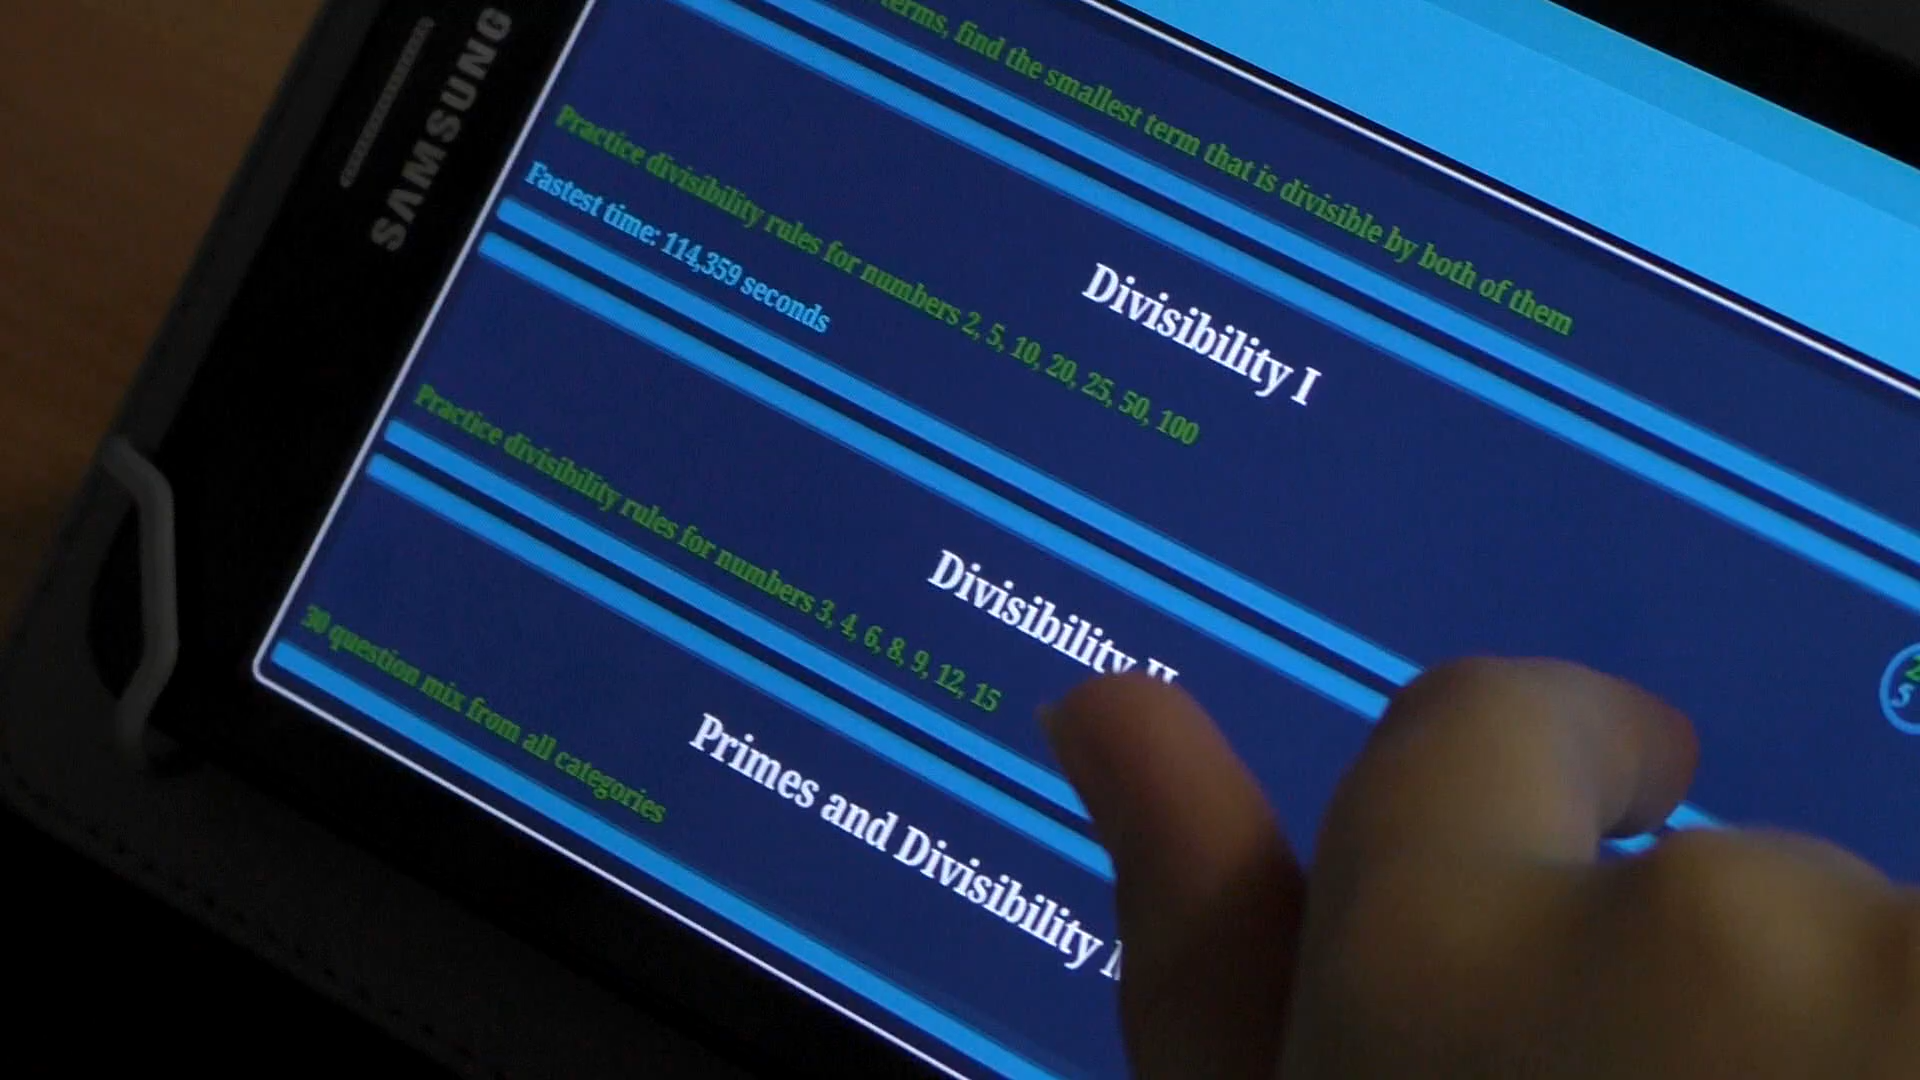 SAMSUNG
terms, find the smallest term that is divisible by both of them
Divisibility I
Practice divisibility rules for numbers 2, 5, 10, 20, 25, 50, 100
Fastest time: 114,359 seconds
Divisibility II
Practice divisibility rules for numbers 3, 4, 6, 8, 9, 12, 15
Primes and Divisibility
30 question mix from all categories